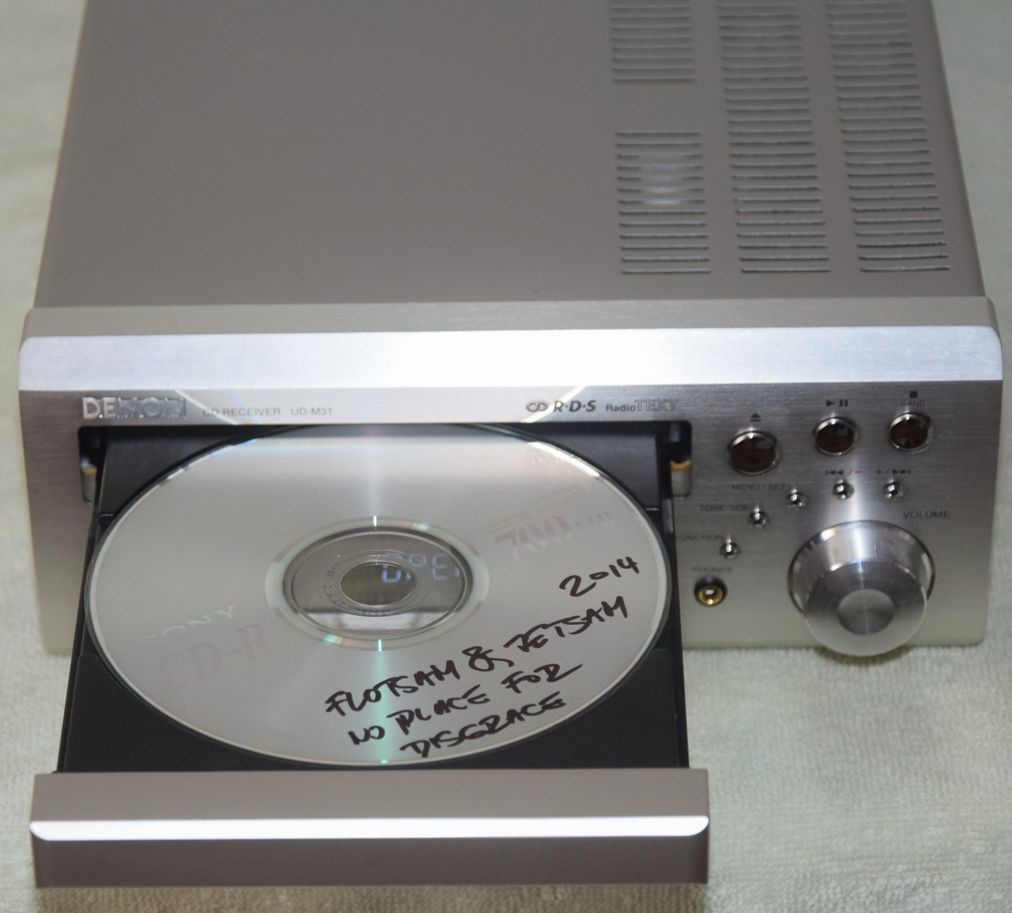 DENON CD RECEIVER UD-M31
R·D·S RadioTEXT
BAND
MENU / SET
/ − + /
TONE/SDB
VOLUME
FUNCTION
PHONES
700MB
SONY
CD-R
2014
FLOTSAM & JETSAM
NO PLACE FOR
DISGRACE